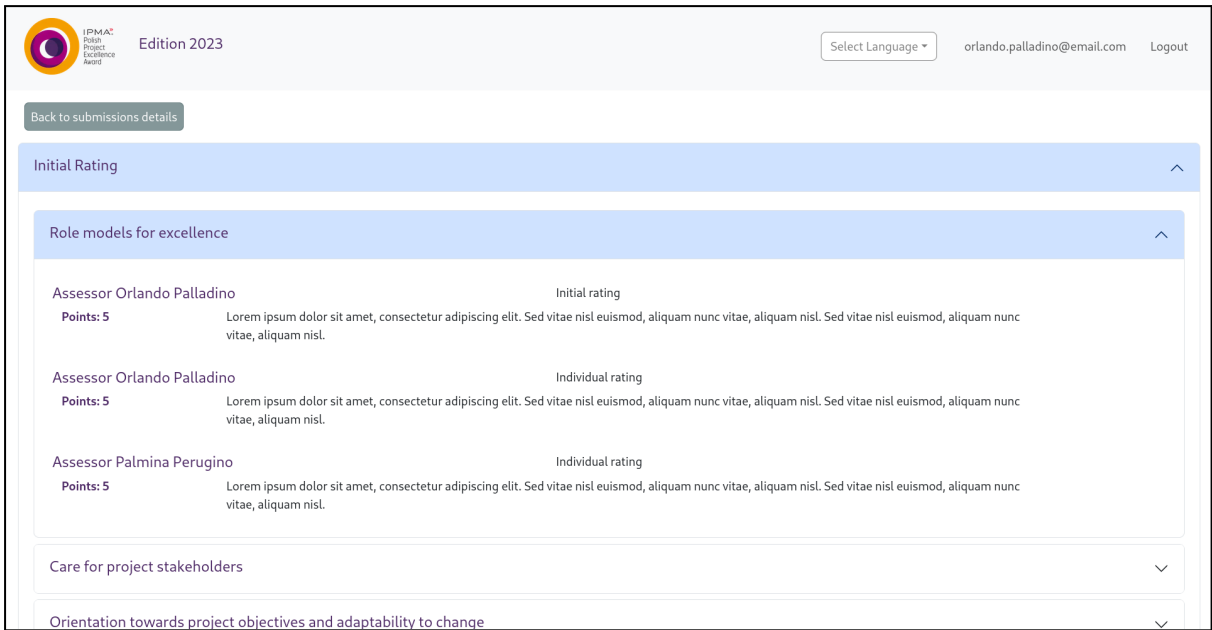 IPMA
Polish
Project
Excellence
Award
Edition 2023
Select Language
orlando.palladino@email.com
Logout
Back to submissions details
Initial Rating
Role models for excellence
Assessor Orlando Palladino
Initial rating
Points: 5
Lorem ipsum dolor sit amet, consectetur adipiscing elit. Sed vitae nisl euismod, aliquam nunc vitae, aliquam nisl. Sed vitae nisl euismod, aliquam nunc
vitae, aliquam nisl.
Assessor Orlando Palladino
Individual rating
Points: 5
Lorem ipsum dolor sit amet, consectetur adipiscing elit. Sed vitae nisl euismod, aliquam nunc vitae, aliquam nisl. Sed vitae nisl euismod, aliquam nunc
vitae, aliquam nisl.
Assessor Palmina Perugino
Individual rating
Points: 5
Lorem ipsum dolor sit amet, consectetur adipiscing elit. Sed vitae nisl euismod, aliquam nunc vitae, aliquam nisl. Sed vitae nisl euismod, aliquam nunc
vitae, aliquam nisl.
Care for project stakeholders
Orientation towards project objectives and adaptability to change